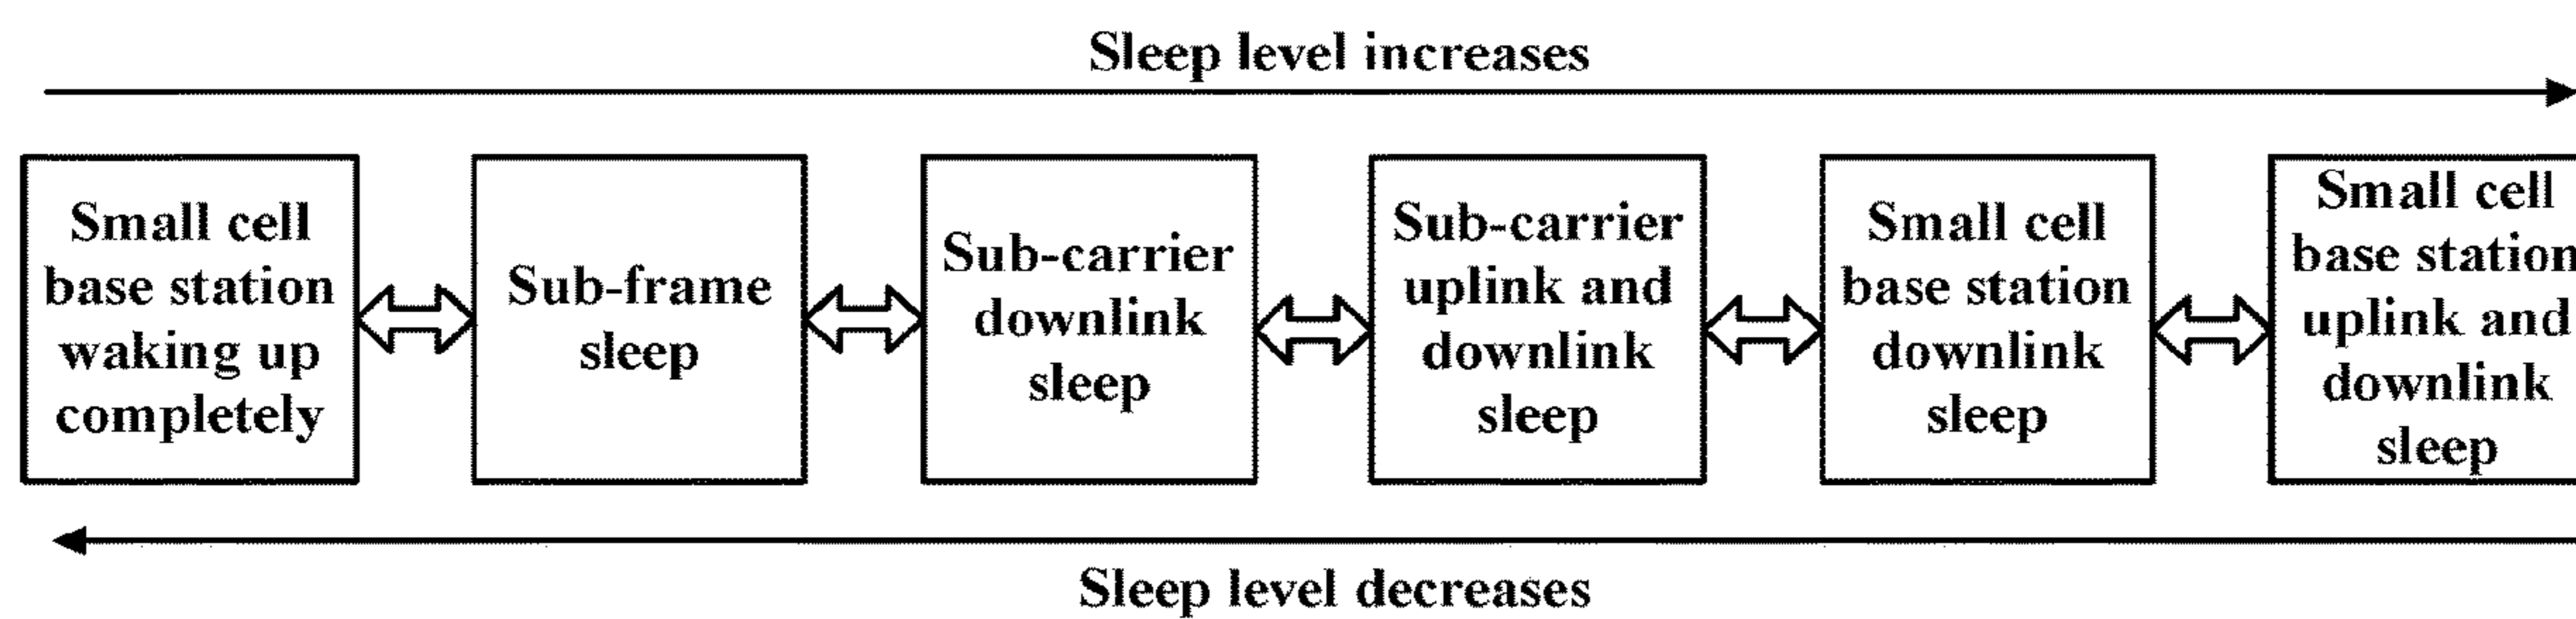 Sleep level increases
Small cell
base station
waking up
completely
Sub-frame
sleep
Sub-carrier
downlink
sleep
Sub-carrier
uplink and
downlink
sleep
Small cell
base station
downlink
sleep
Small cell
base station
uplink and
downlink
sleep
Sleep level decreases